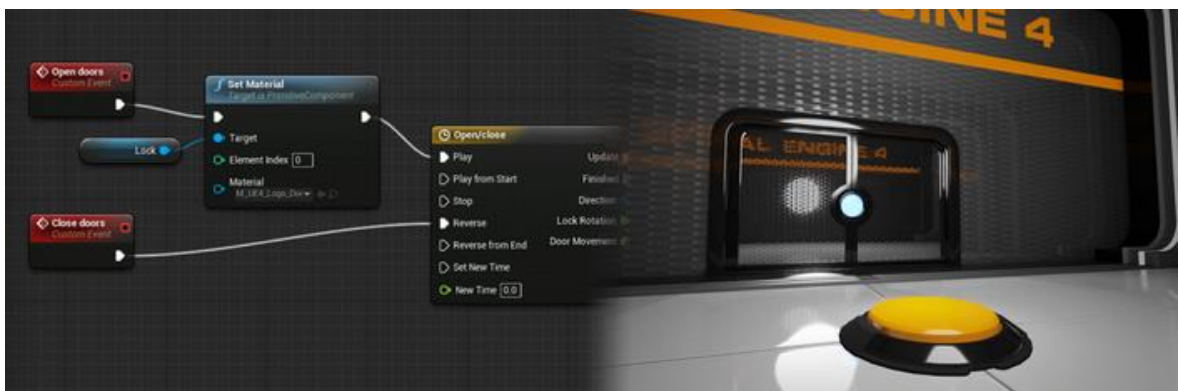 Open doors
Custom Event
Set Material
Target is PrimitiveComponent
Lock
Target
Element Index 0
Material
Open/close
Play
Play from Start
Stop
Reverse
Reverse from End
Set New Time
New Time 0.0
Update
Finished
Direction
Lock Rotation
Door Movement
Close doors
Custom Event
ENGINE 4
AL ENGINE 4